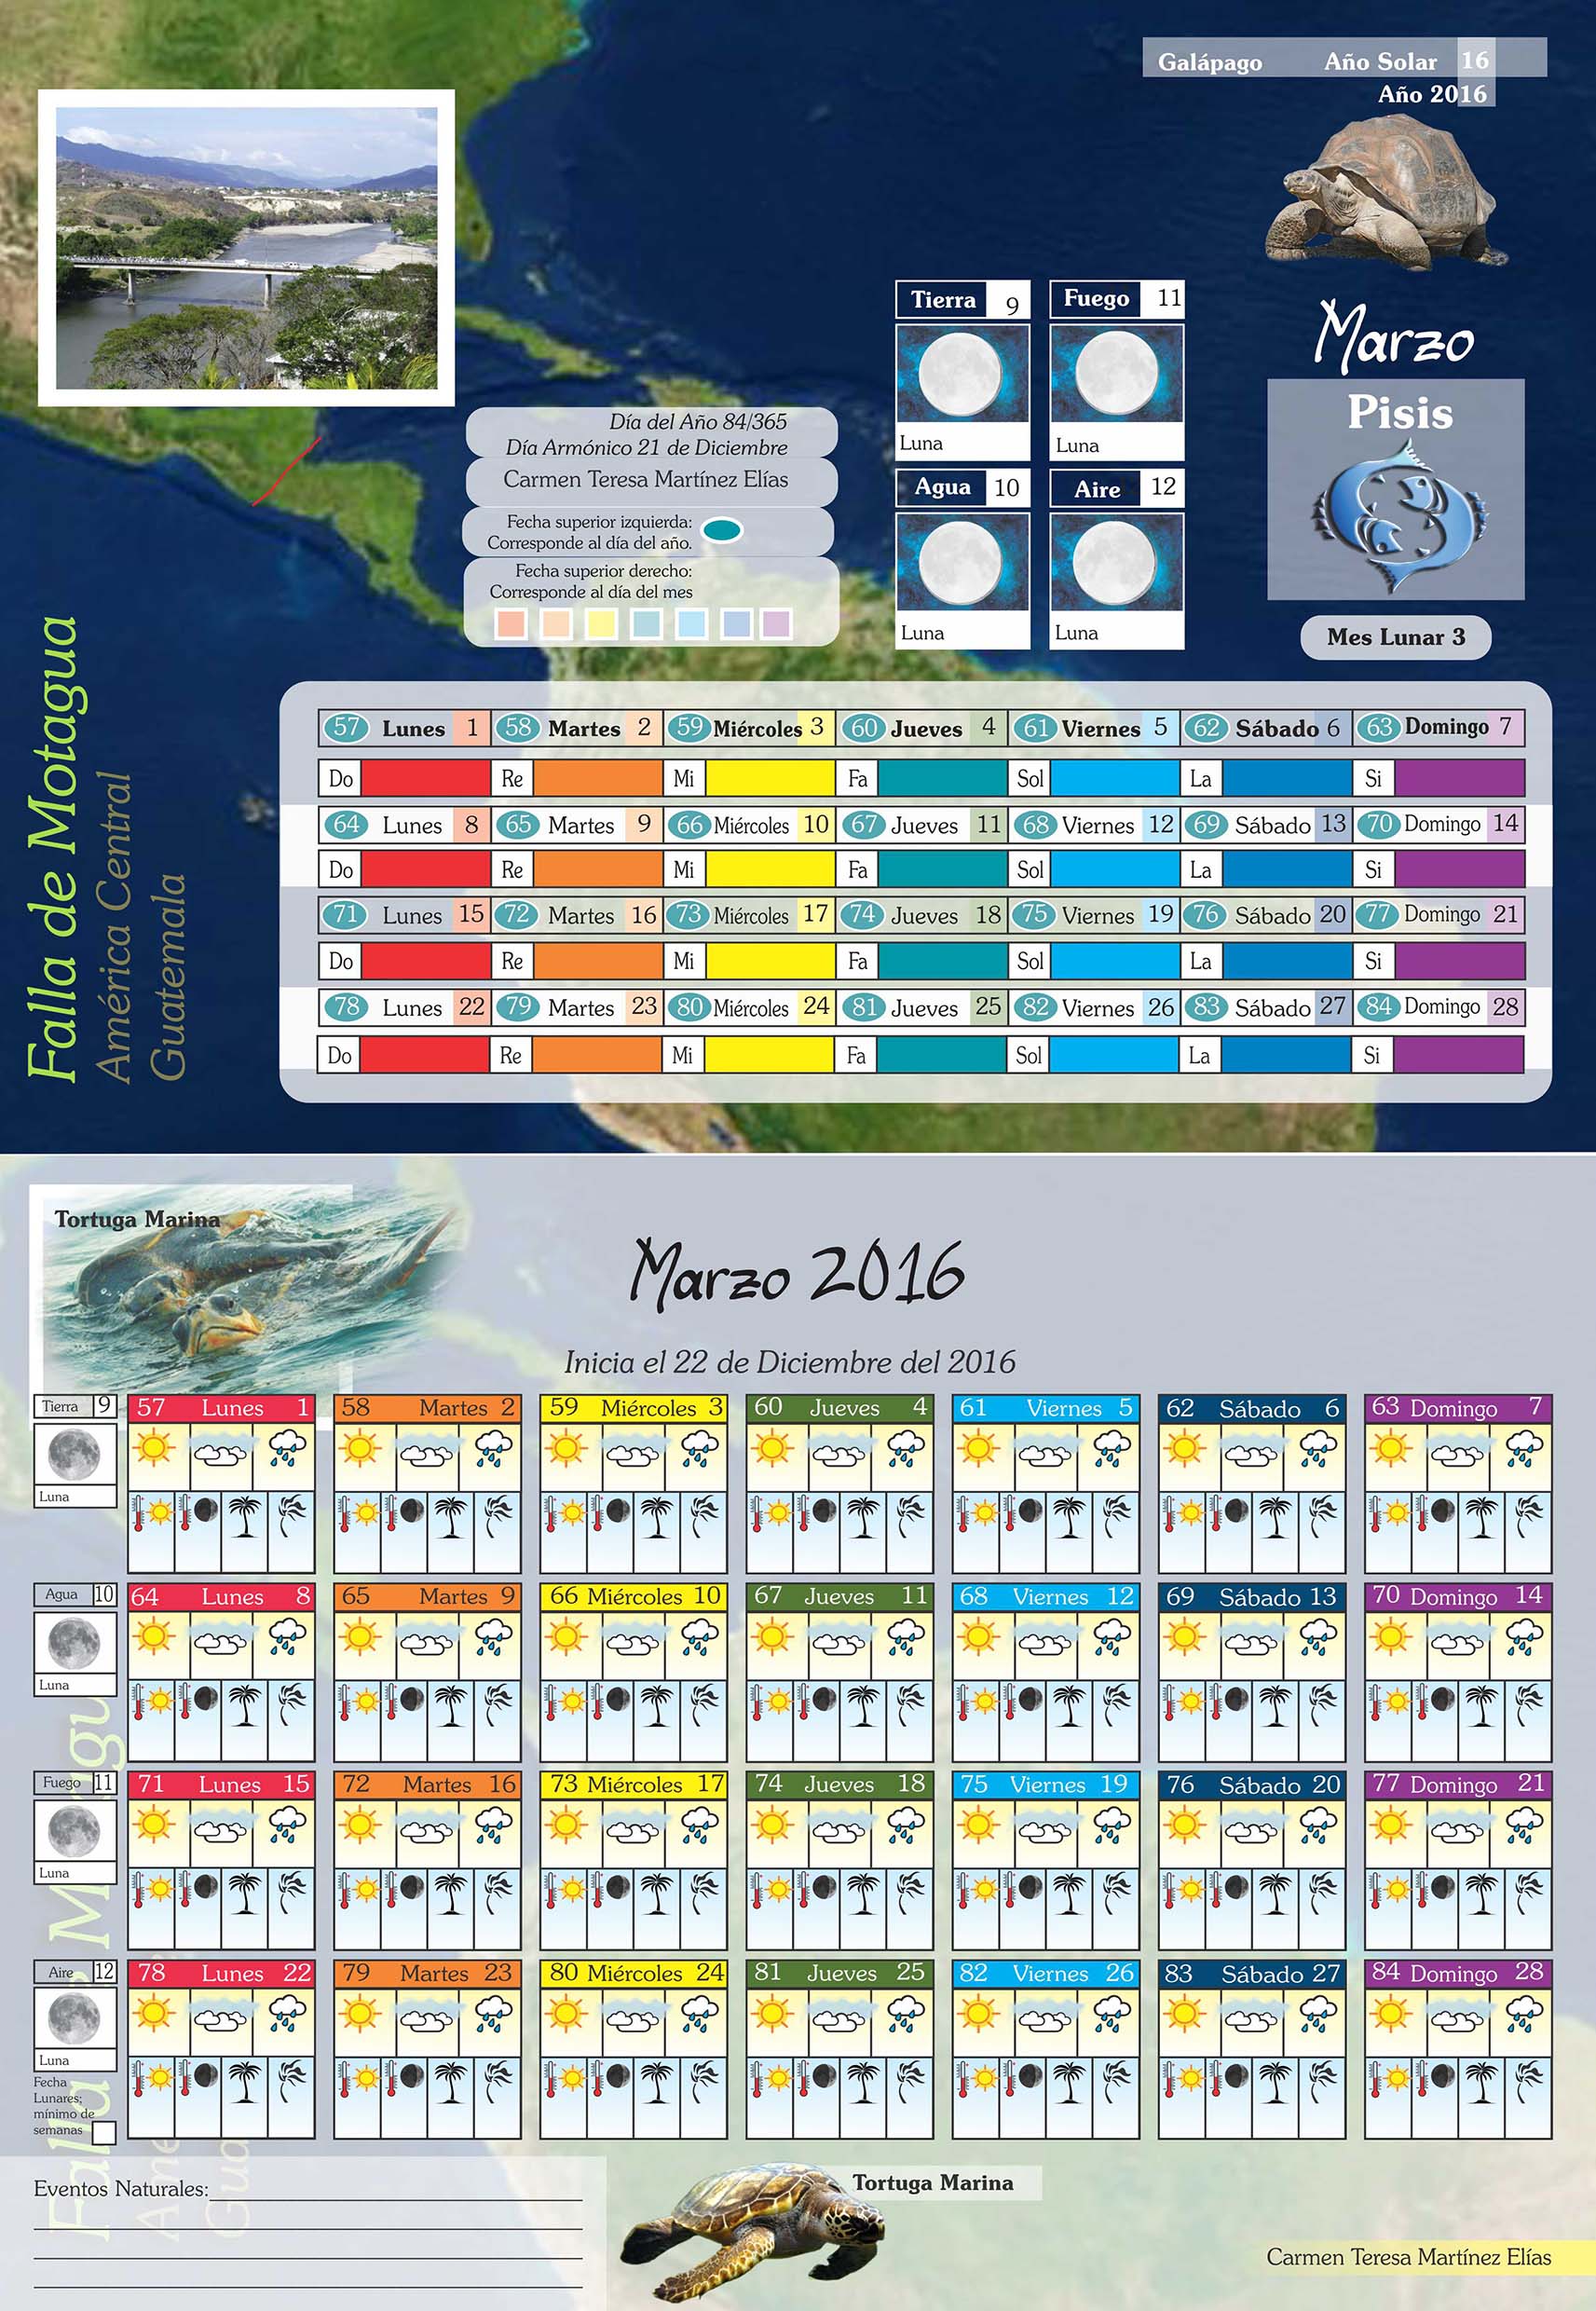 Galápago Año Solar 16
Año 2016
Marzo
Pisis
Mes Lunar 3
Tierra 9
Luna
Fuego 11
Luna
Agua 10
Luna
Aire 12
Luna
Día del Año 84/365
Día Armónico 21 de Diciembre
Carmen Teresa Martínez Elías
Fecha superior izquierda:
Corresponde al día del año.
Fecha superior derecho:
Corresponde al día del mes
Falla de Motagua
América Central
Guatemala
57 Lunes 1 58 Martes 2 59 Miércoles 3 60 Jueves 4 61 Viernes 5 62 Sábado 6 63 Domingo 7
Do Re Mi Fa Sol La Si
64 Lunes 8 65 Martes 9 66 Miércoles 10 67 Jueves 11 68 Viernes 12 69 Sábado 13 70 Domingo 14
Do Re Mi Fa Sol La Si
71 Lunes 15 72 Martes 16 73 Miércoles 17 74 Jueves 18 75 Viernes 19 76 Sábado 20 77 Domingo 21
Do Re Mi Fa Sol La Si
78 Lunes 22 79 Martes 23 80 Miércoles 24 81 Jueves 25 82 Viernes 26 83 Sábado 27 84 Domingo 28
Do Re Mi Fa Sol La Si
Tortuga Marina
Marzo 2016
Inicia el 22 de Diciembre del 2016
Tierra 9 57 Lunes 1 58 Martes 2 59 Miércoles 3 60 Jueves 4 61 Viernes 5 62 Sábado 6 63 Domingo 7
Luna
Agua 10 64 Lunes 8 65 Martes 9 66 Miércoles 10 67 Jueves 11 68 Viernes 12 69 Sábado 13 70 Domingo 14
Luna
Fuego 11 71 Lunes 15 72 Martes 16 73 Miércoles 17 74 Jueves 18 75 Viernes 19 76 Sábado 20 77 Domingo 21
Luna
Aire 12 78 Lunes 22 79 Martes 23 80 Miércoles 24 81 Jueves 25 82 Viernes 26 83 Sábado 27 84 Domingo 28
Luna
Fecha
Lunares;
mínimo de
semanas
Eventos Naturales:
Tortuga Marina
Carmen Teresa Martínez Elías